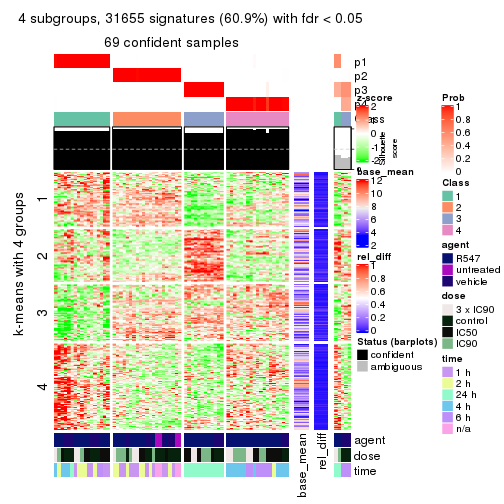 4 subgroups, 31655 signatures (60.9%) with fdr < 0.05
69 confident samples
p1
p2
p3
p4
z-score
2
1
0
-1
-2
Class
1
0.5
0
Silhouette
score
Prob
1
0.8
0.6
0.4
0.2
0
base_mean
12
10
8
6
4
2
Class
1
2
3
4
rel_diff
1
0.8
0.6
0.4
0.2
0
agent
R547
untreated
vehicle
dose
3 x IC90
control
IC50
IC90
Status (barplots)
confident
ambiguous
time
1 h
2 h
24 h
4 h
6 h
n/a
k-means with 4 groups
1
2
3
4
agent
dose
time
base_mean
rel_diff